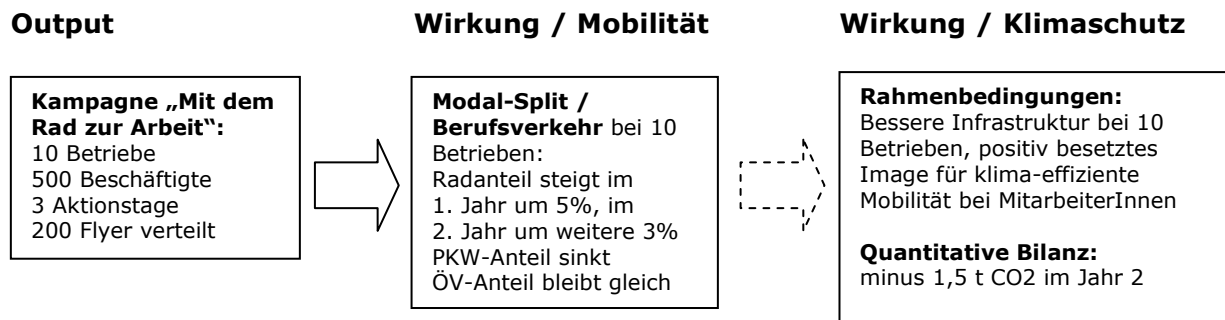 Output
Wirkung / Mobilität
Wirkung / Klimaschutz
Kampagne „Mit dem
Rad zur Arbeit“:
10 Betriebe
500 Beschäftigte
3 Aktionstage
200 Flyer verteilt
Modal-Split /
Berufsverkehr bei 10
Betrieben:
Radanteil steigt im
1. Jahr um 5%, im
2. Jahr um weitere 3%
PKW-Anteil sinkt
ÖV-Anteil bleibt gleich
Rahmenbedingungen:
Bessere Infrastruktur bei 10
Betrieben, positiv besetztes
Image für klima-effiziente
Mobilität bei MitarbeiterInnen
Quantitative Bilanz:
minus 1,5 t CO2 im Jahr 2